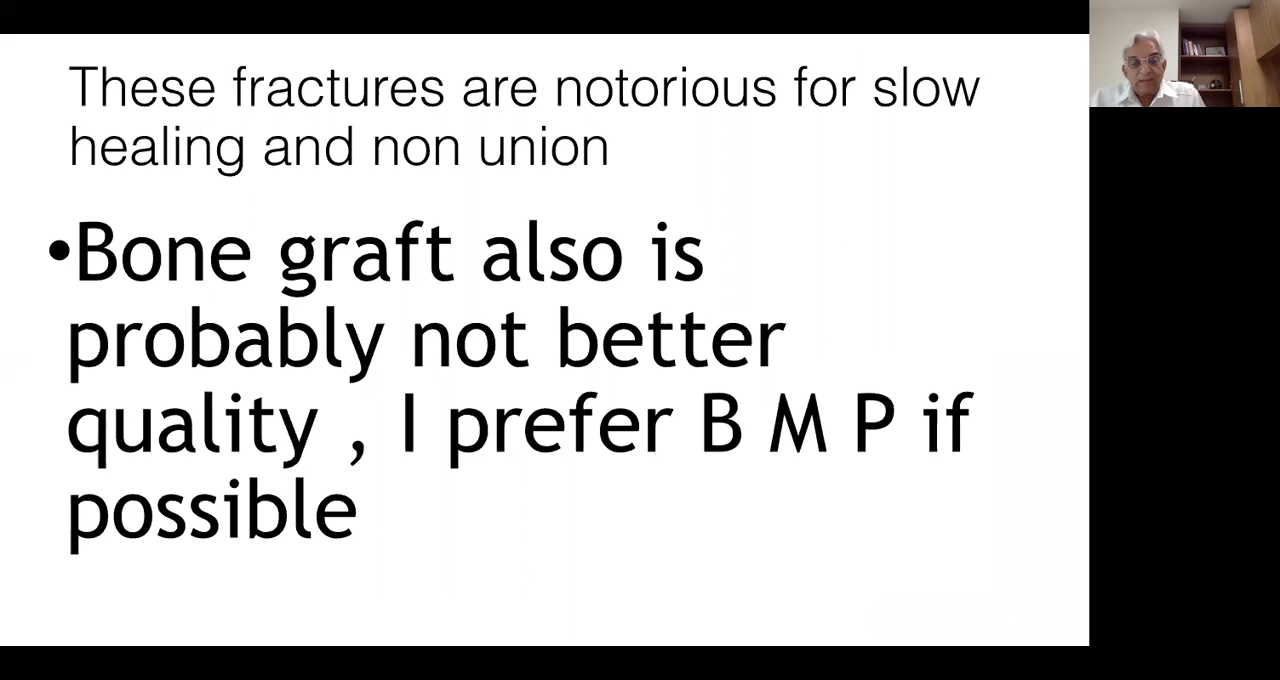 These fractures are notorious for slow
healing and non union
•Bone graft also is
probably not better
quality , I prefer B M P if
possible